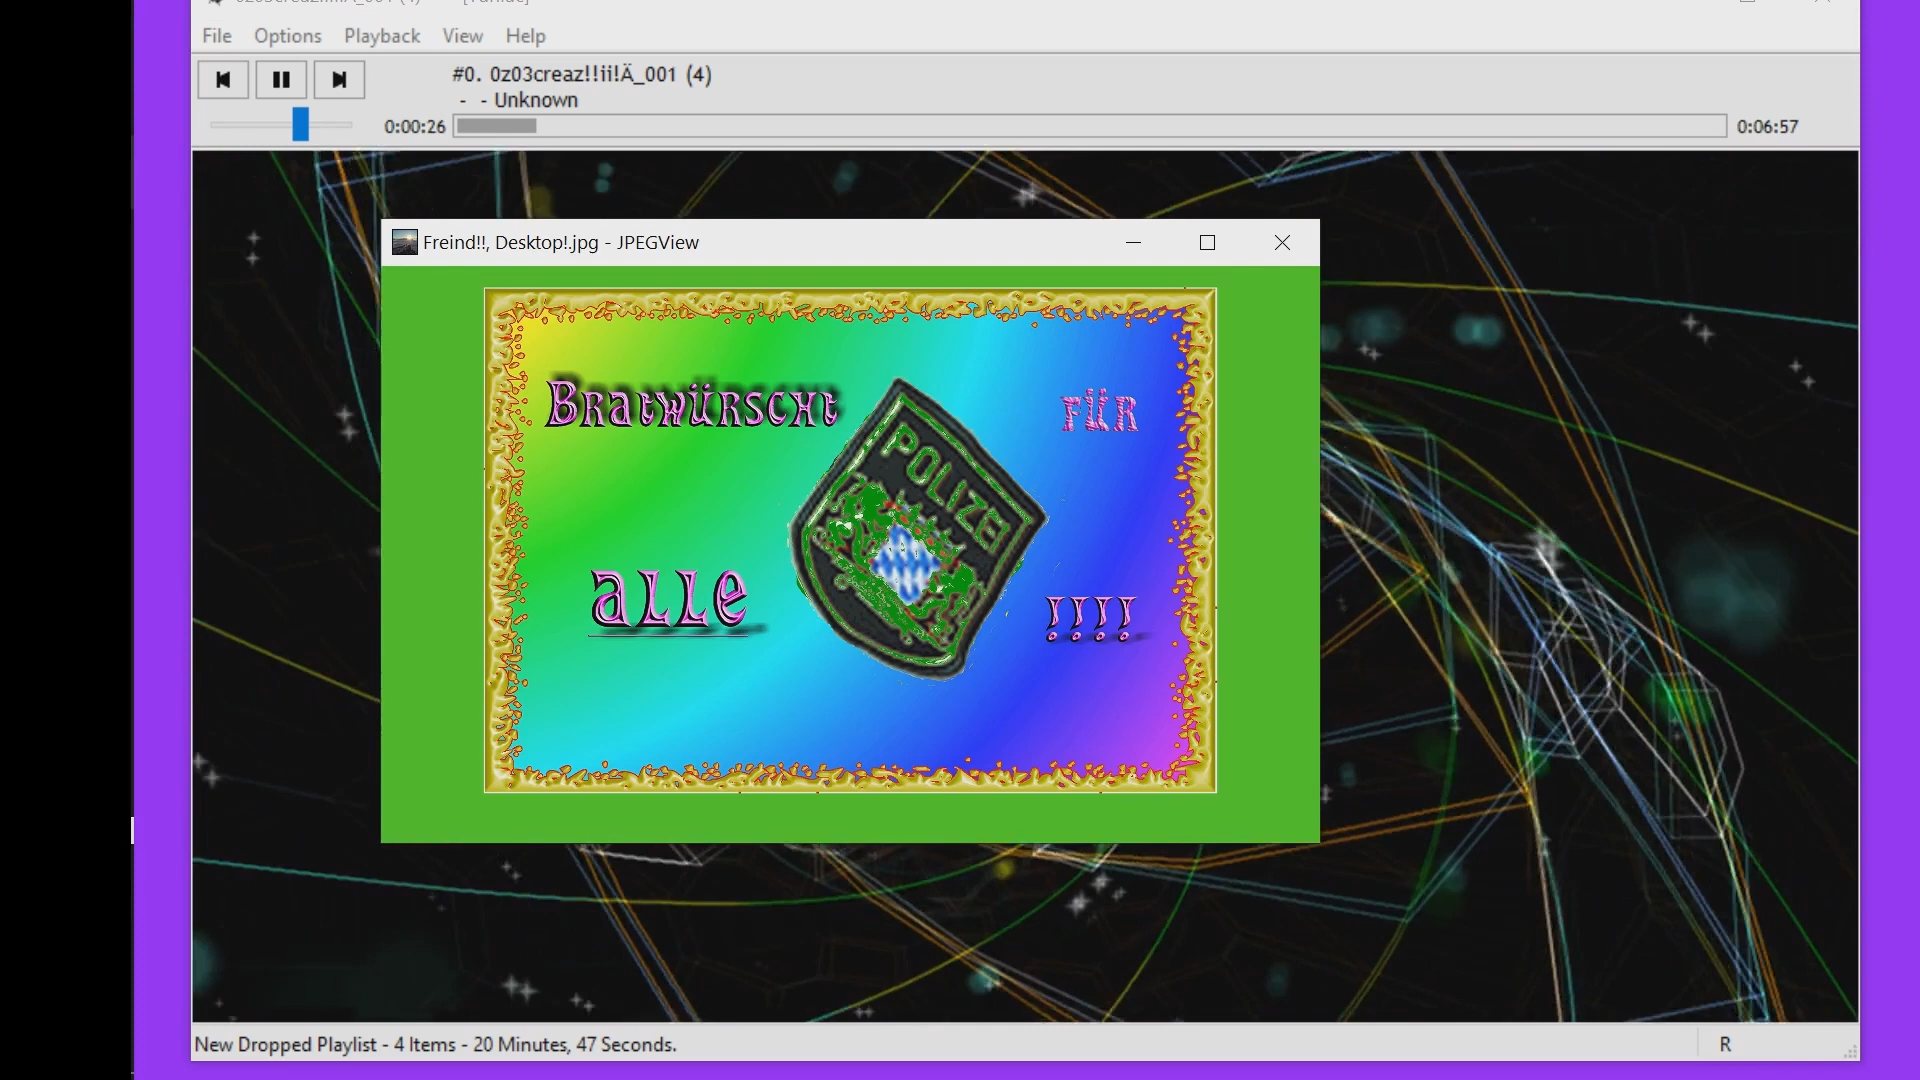 File Options Playback View Help
#0. 0z03creaz!!ii!Ä_001 (4)
- - Unknown
0:00:26 0:06:57
Freind!!, Desktop!.jpg - JPEGView
Bratwürscht für
POLIZEI
alle !!!!
New Dropped Playlist - 4 Items - 20 Minutes, 47 Seconds. R